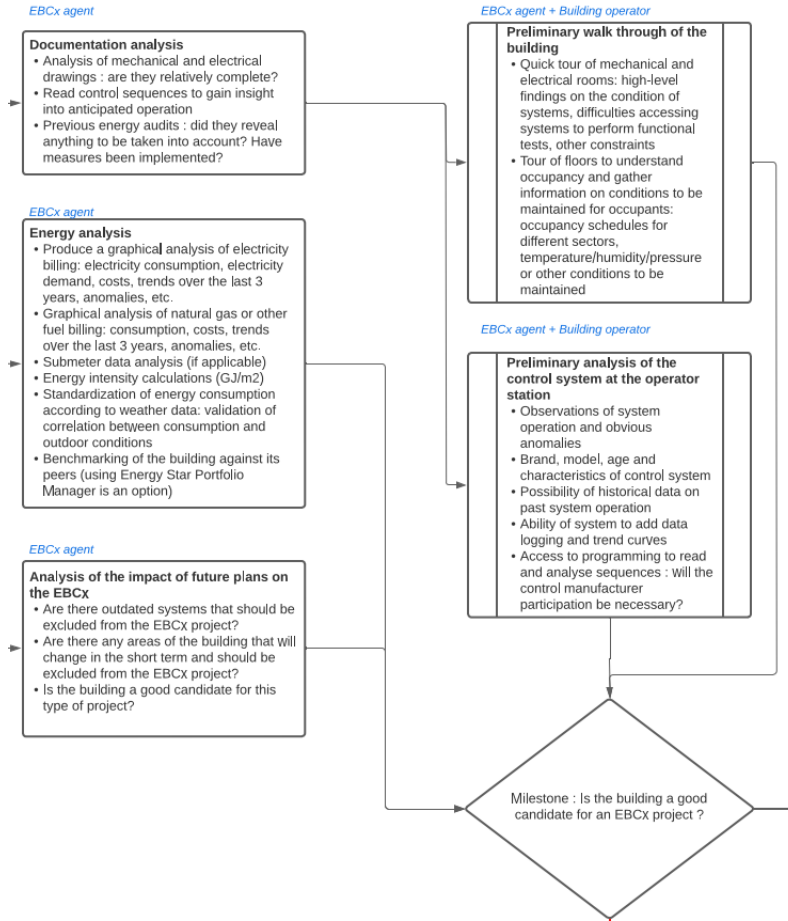 EBCx agent
Documentation analysis
• Analysis of mechanical and electrical
drawings : are they relatively complete?
• Read control sequences to gain insight
into anticipated operation
• Previous energy audits : did they reveal
anything to be taken into account? Have
measures been implemented?
EBCx agent
Energy analysis
• Produce a graphical analysis of electricity
billing: electricity consumption, electricity
demand, costs, trends over the last 3
years, anomalies, etc.
• Graphical analysis of natural gas or other
fuel billing: consumption, costs, trends
over the last 3 years, anomalies, etc.
• Submeter data analysis (if applicable)
• Energy intensity calculations (GJ/m2)
• Standardization of energy consumption
according to weather data: validation of
correlation between consumption and
outdoor conditions
• Benchmarking of the building against its
peers (using Energy Star Portfolio
Manager is an option)
EBCx agent
Analysis of the impact of future plans on
the EBCx
• Are there outdated systems that should be
excluded from the EBCx project?
• Are there any areas of the building that will
change in the short term and should be
excluded from the EBCx project?
• Is the building a good candidate for this
type of project?
EBCx agent + Building operator
Preliminary walk through of the
building
• Quick tour of mechanical and
electrical rooms: high-level
findings on the condition of
systems, difficulties accessing
systems to perform functional
tests, other constraints
• Tour of floors to understand
occupancy and gather
information on conditions to be
maintained for occupants:
occupancy schedules for
different sectors,
temperature/humidity/pressure
or other conditions to be
maintained
EBCx agent + Building operator
Preliminary analysis of the
control system at the operator
station
• Observations of system
operation and obvious
anomalies
• Brand, model, age and
characteristics of control system
• Possibility of historical data on
past system operation
• Ability of system to add data
logging and trend curves
• Access to programming to read
and analyse sequences : will the
control manufacturer
participation be necessary?
Milestone : Is the building a good
candidate for an EBCx project ?